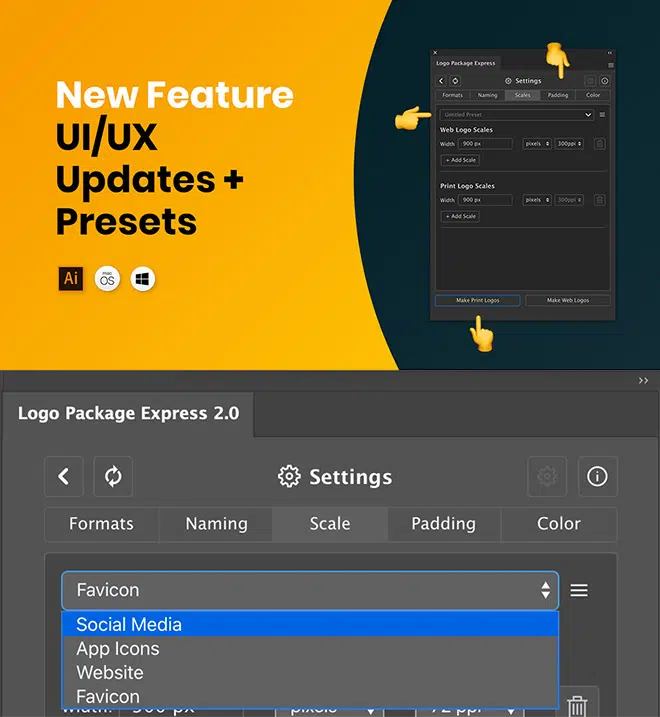 New Feature
UI/UX
Updates +
Presets
Ai
mac
OS
Logo Package Express
Settings
Formats Naming Scales Padding Color
Untitled Preset
Web Logo Scales
Width 900 px pixels 300ppi
+ Add Scale
Print Logo Scales
Width 900 px pixels 300ppi
+ Add Scale
Make Print Logos Make Web Logos
Logo Package Express 2.0
Settings
Formats Naming Scale Padding Color
Favicon
Social Media
App Icons
Website
Favicon
Width: 900 px pixels 72 ppi